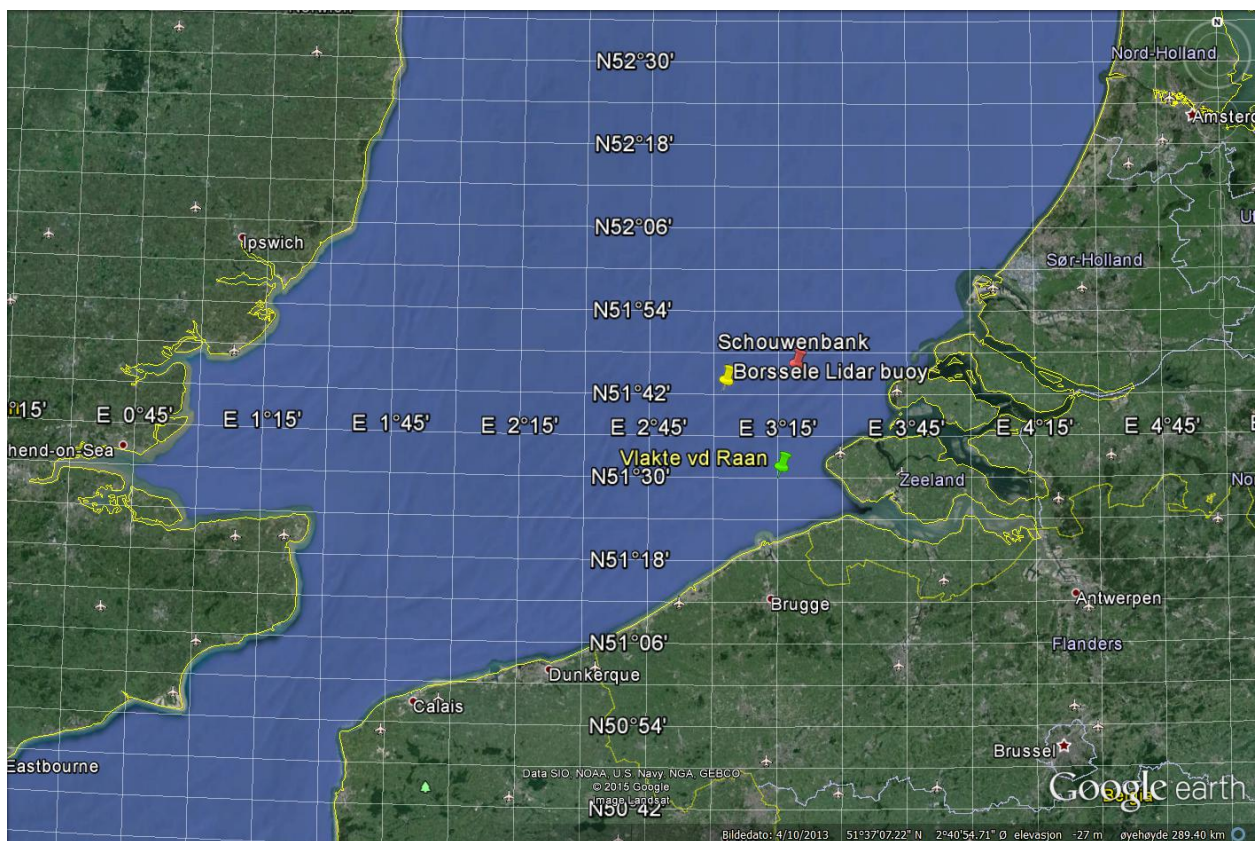 Norwich
N52°30'
Nord-Holland
N
Amsterd
N52°18'
N52°06'
Ipswich
Sør-Holland
N51°54'
Schouwenbank
Borssele Lidar buoy
N51°42'
°15'
E 0°45'
E 1°15'
E 1°45'
E 2°15'
E 2°45'
E 3°15'
E 3°45'
E 4°15'
E 4°45'
E
hend-on-Sea
Vlakte vd Raan
N51°30'
Zeeland
No
N51°18'
Brugge
Antwerpen
N51°06'
Flanders
Dunkerque
Calais
N50°54'
Brussel
Eastbourne
Data SIO, NOAA, U.S. Navy, NGA, GEBCO
© 2015 Google
Image Landsat
Google earth
Belgia
N50°42'
Bildedato: 4/10/2013 51°37'07.22" N 2°40'54.71" Ø elevasjon -27 m øyehøyde 289.40 km